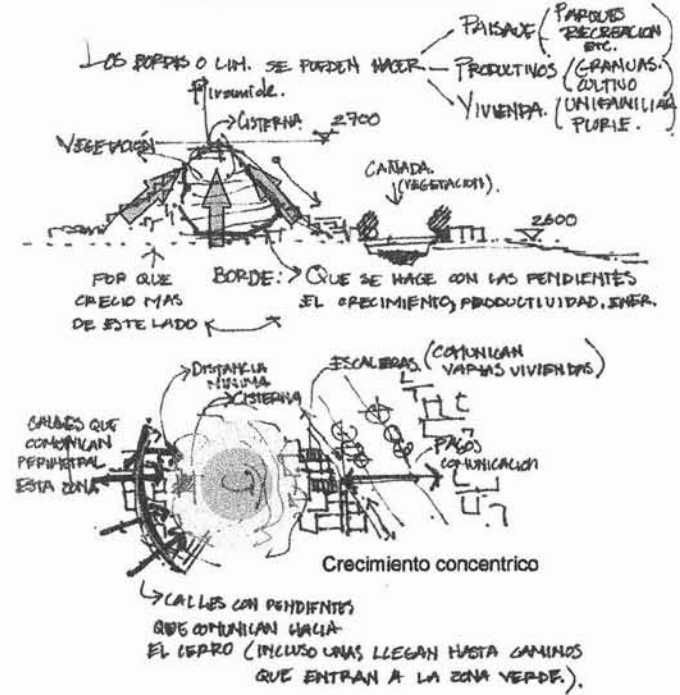 LOS BORDES O LIM. SE PUEDEN HACER
PAISAJE (PARQUES
RECREACION
ETC.)
PRODUCTIVOS (GRANJAS.
CULTIVO
VIVIENDA. (UNIFAMILIAR
PLURIF.)
Piramide.
CISTERNA.
2700
VEGETACIÓN
CAÑADA.
(VEGETACION).
2600
POR QUE
CRECIO MAS
DE ESTE LADO
BORDE: QUE SE HACE CON LAS PENDIENTES
EL CRECIMIENTO, PRODUCTIVIDAD, ENER.
DISTANCIA
MINIMA
CISTERNA
ESCALERAS. (COMUNICAN
VARIAS VIVIENDAS)
CALLES QUE
COMUNICAN
PERIMETRAL
ESTA ZONA
PASOS
COMUNICACION
Crecimiento concentrico
CALLES CON PENDIENTES
QUE COMUNICAN HACIA
EL CERRO (INCLUSO UNAS LLEGAN HASTA CAMINOS
QUE ENTRAN A LA ZONA VERDE.).